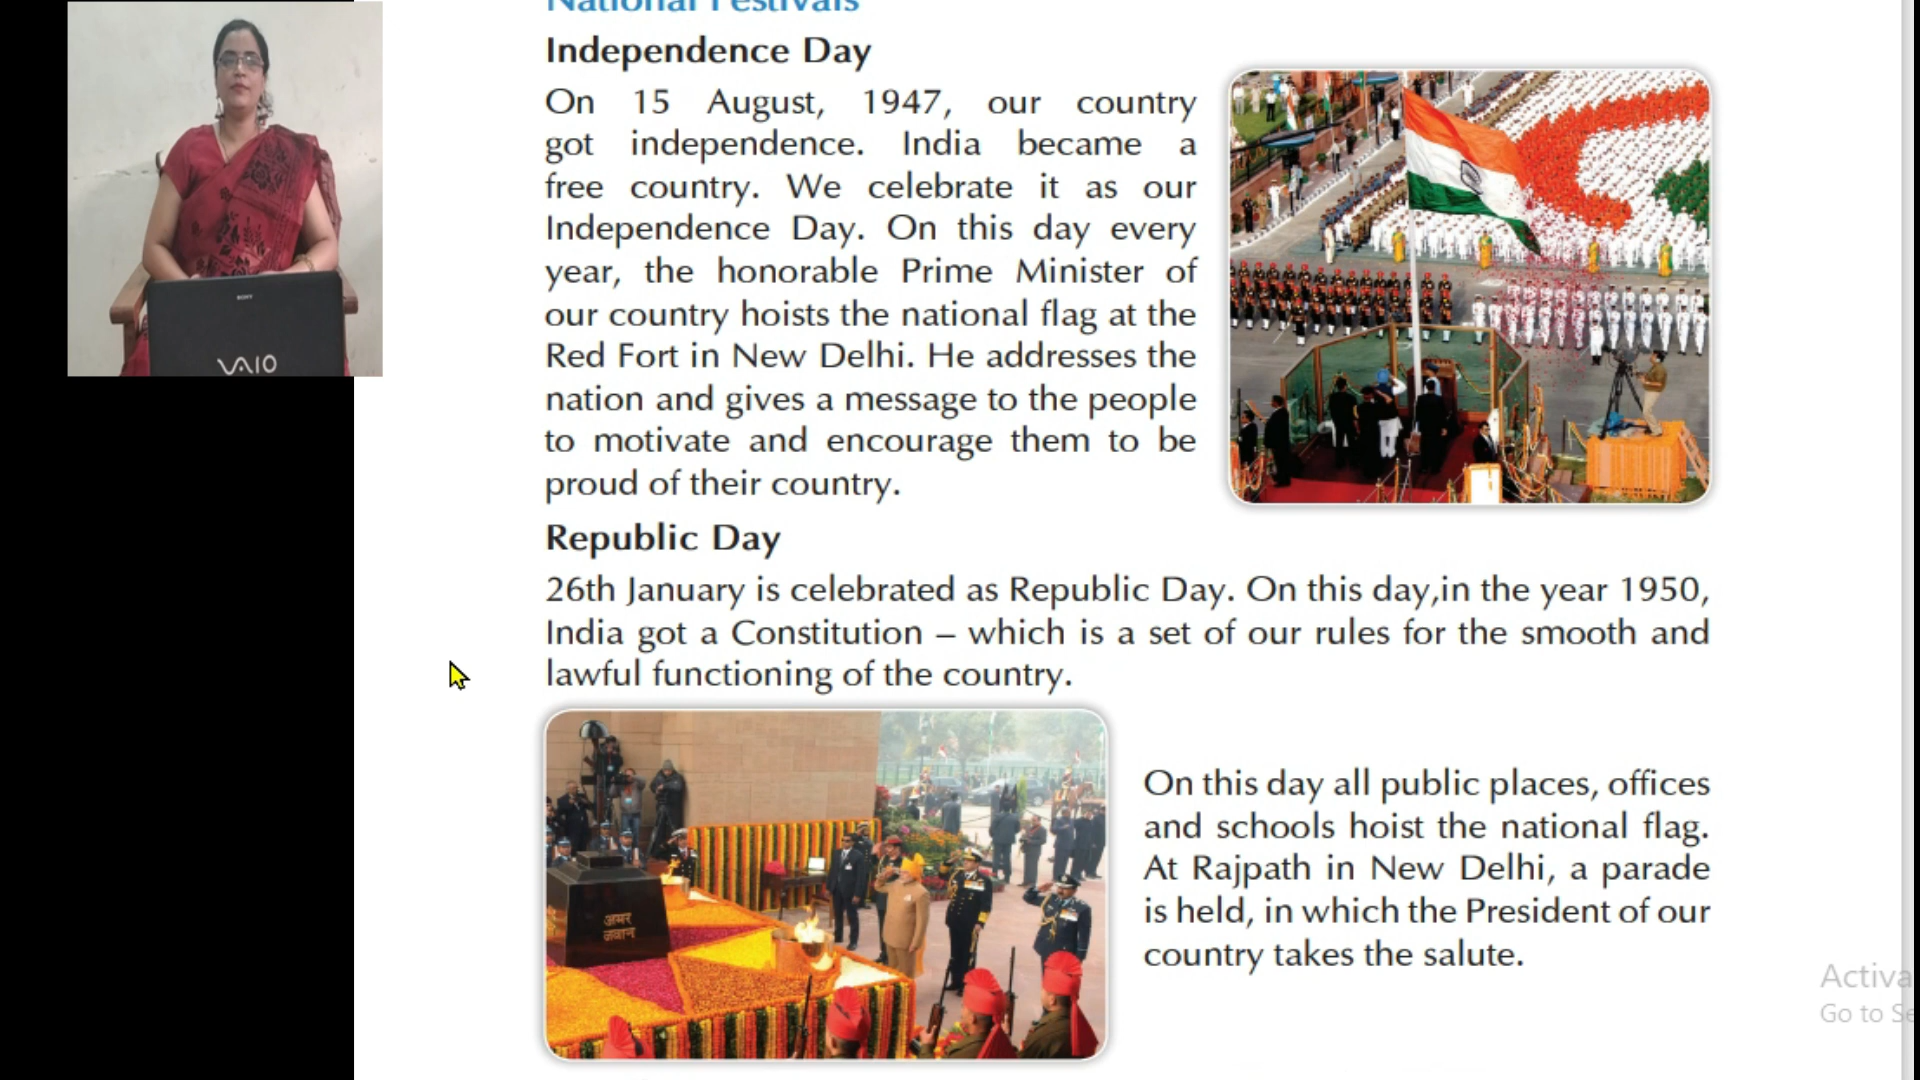 National Festivals
Independence Day
On 15 August, 1947, our country
got independence. India became a
free country. We celebrate it as our
Independence Day. On this day every
year, the honorable Prime Minister of
our country hoists the national flag at the
Red Fort in New Delhi. He addresses the
nation and gives a message to the people
to motivate and encourage them to be
proud of their country.
Republic Day
26th January is celebrated as Republic Day. On this day,in the year 1950,
India got a Constitution – which is a set of our rules for the smooth and
lawful functioning of the country.
On this day all public places, offices
and schools hoist the national flag.
At Rajpath in New Delhi, a parade
is held, in which the President of our
country takes the salute.
अमर
जवान
SONY
VAIO
Activa
Go to Se